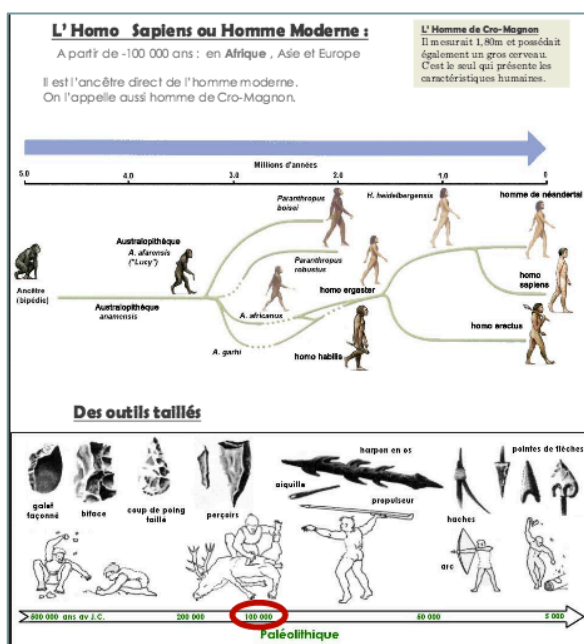 L' Homo Sapiens ou Homme Moderne :
A partir de -100 000 ans : en Afrique , Asie et Europe
Il est l'ancêtre direct de l'homme moderne.
On l'appelle aussi homme de Cro-Magnon.
L' Homme de Cro-Magnon
Il mesurait 1,80m et possédait
également un gros cerveau.
C'est le seul qui présente les
caractéristiques humaines.
Millions d'années
5.0 4.0 3.0 2.0 1.0 0
Paranthropus
boisei
H. heidelbergensis
homme de néandertal
Australopithèque
A. afarensis
("Lucy")
Paranthropus
robustus
homo
sapiens
Ancêtre
(bipédie)
Australopithèque
anamensis
A. africanus
homo ergaster
A. garhi
homo habilis
homo erectus
Des outils taillés
galet
façonné
biface
coup de poing
taillé
perçoirs
aiguille
harpon en os
propulseur
haches
pointes de flèches
arc
600 000 ans av J.C. 200 000 100 000 60 000 5 000
Paléolithique